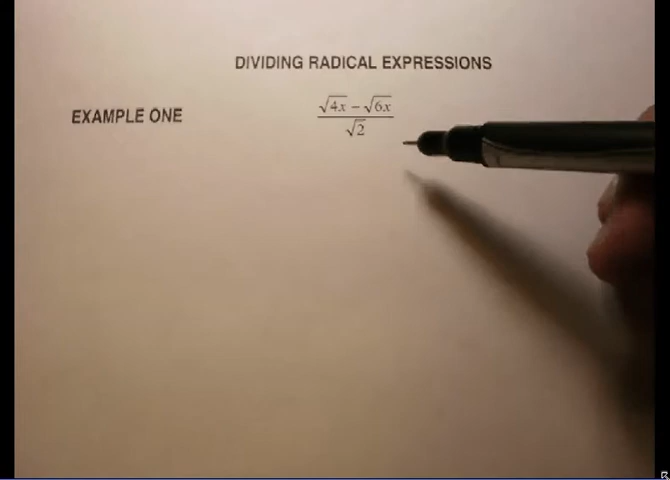 DIVIDING RADICAL EXPRESSIONS
EXAMPLE ONE
√4x − √6x
√2